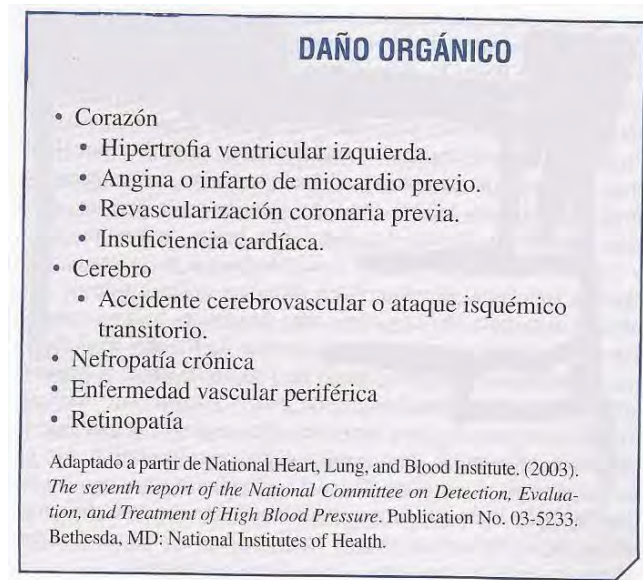 DAÑO ORGÁNICO
• Corazón
• Hipertrofia ventricular izquierda.
• Angina o infarto de miocardio previo.
• Revascularización coronaria previa.
• Insuficiencia cardíaca.
• Cerebro
• Accidente cerebrovascular o ataque isquémico
transitorio.
• Nefropatía crónica
• Enfermedad vascular periférica
• Retinopatía
Adaptado a partir de National Heart, Lung, and Blood Institute. (2003).
The seventh report of the National Committee on Detection, Evalua-
tion, and Treatment of High Blood Pressure. Publication No. 03-5233.
Bethesda, MD: National Institutes of Health.